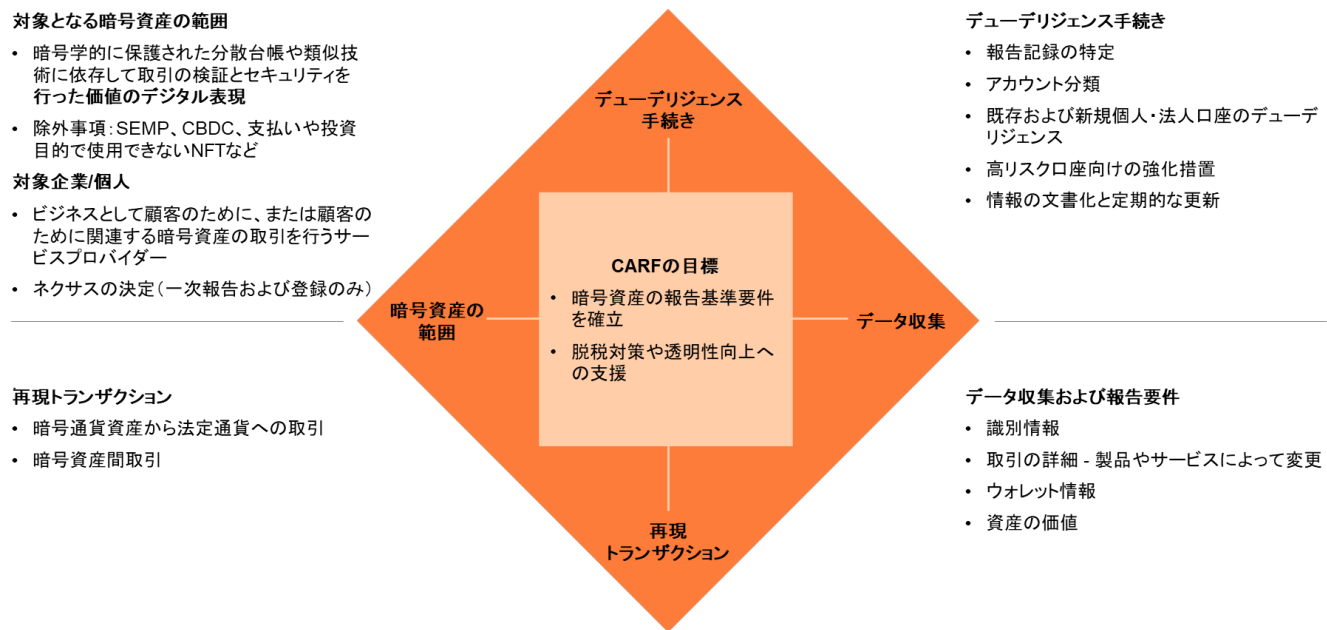 対象となる暗号資産の範囲
• 暗号学的に保護された分散台帳や類似技
術に依存して取引の検証とセキュリティを
行った価値のデジタル表現
• 除外事項：SEMP、CBDC、支払いや投資
目的で使用できないNFTなど
対象企業/個人
• ビジネスとして顧客のために、または顧客の
ために関連する暗号資産の取引を行うサー
ビスプロバイダー
• ネクサスの決定（一次報告および登録のみ）
デューデリジェンス
手続き
暗号資産の
範囲
CARFの目標
• 暗号資産の報告基準要件
を確立
• 脱税対策や透明性向上へ
の支援
データ収集
再現
トランザクション
デューデリジェンス手続き
• 報告記録の特定
• アカウント分類
• 既存および新規個人・法人口座のデューデ
リジェンス
• 高リスク口座向けの強化措置
• 情報の文書化と定期的な更新
再現トランザクション
• 暗号通貨資産から法定通貨への取引
• 暗号資産間取引
データ収集および報告要件
• 識別情報
• 取引の詳細 - 製品やサービスによって変更
• ウォレット情報
• 資産の価値